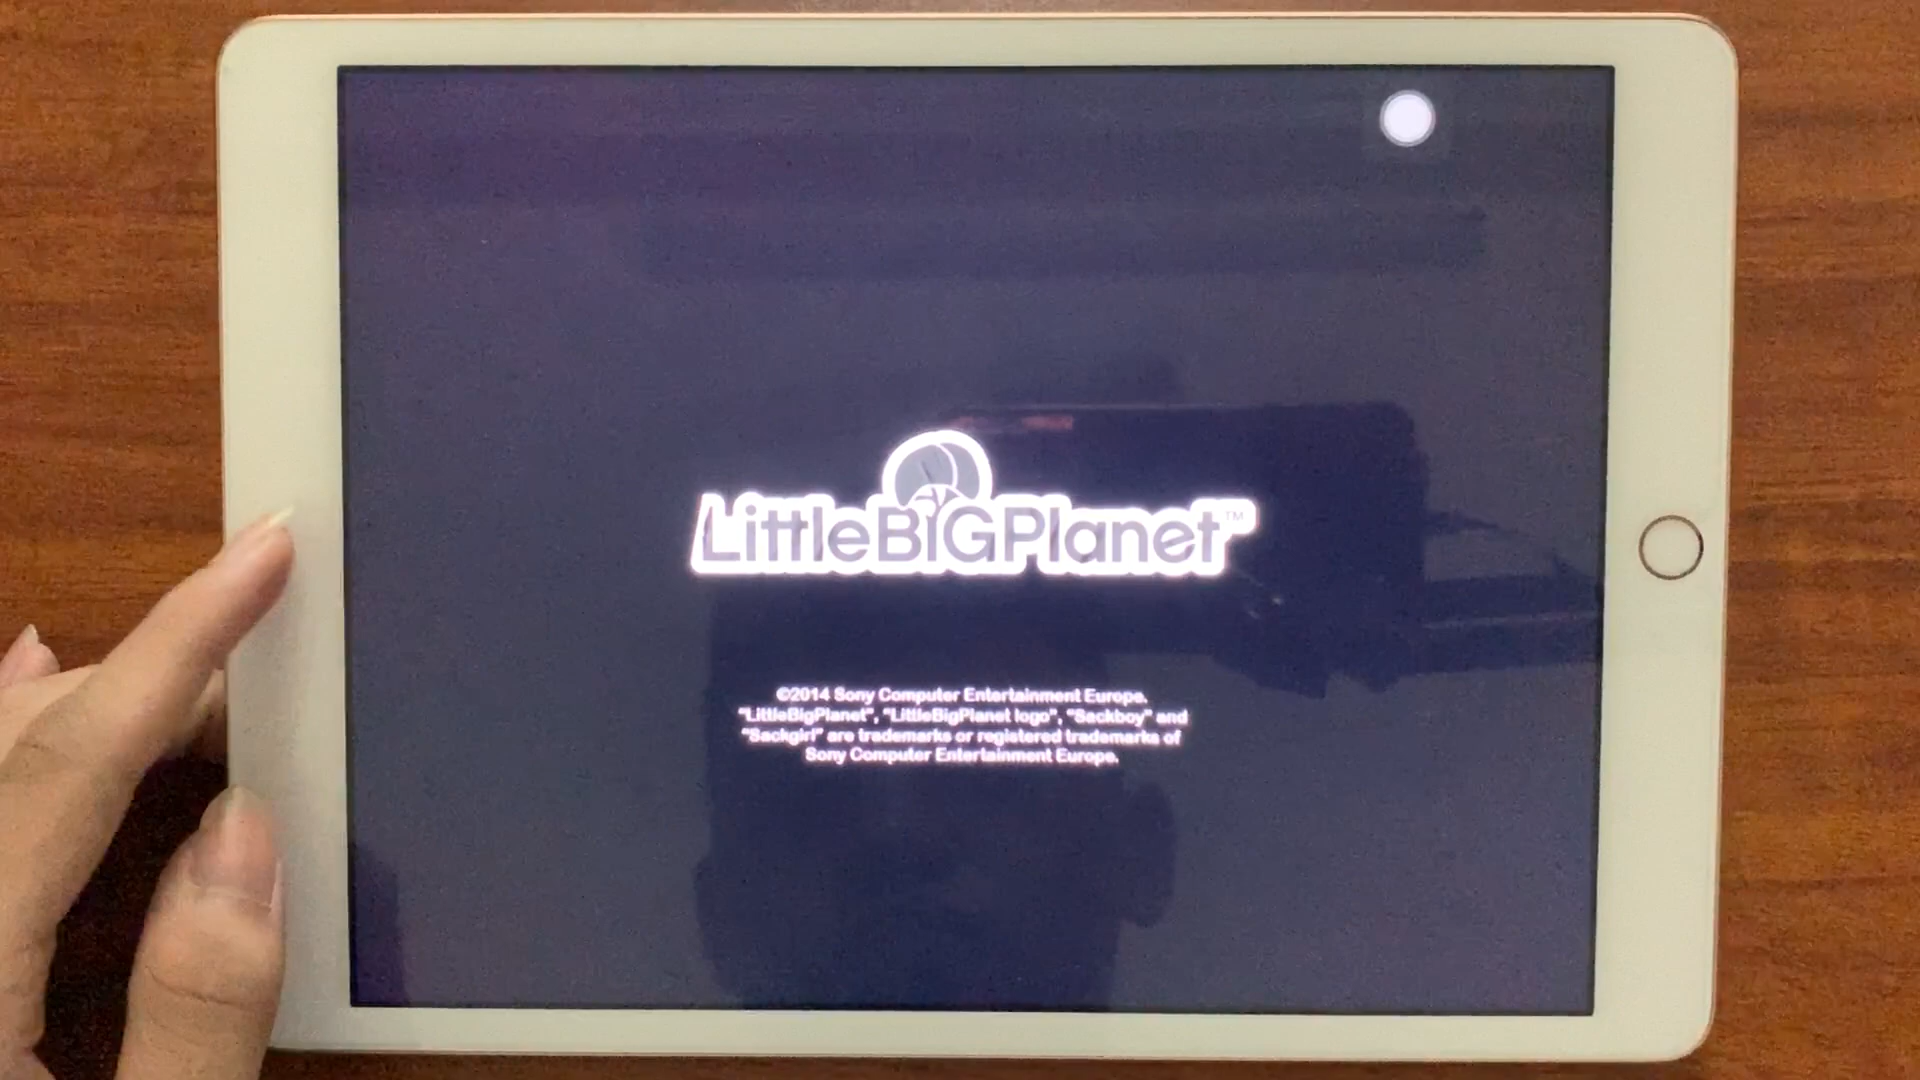 LittleBIGPlanet™
©2014 Sony Computer Entertainment Europe.
"LittleBigPlanet", "LittleBigPlanet logo", "Sackboy" and
"Sackgirl" are trademarks or registered trademarks of
Sony Computer Entertainment Europe.